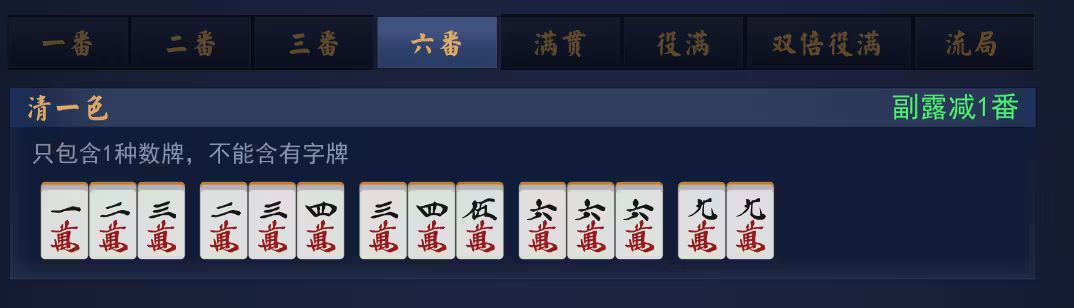 一番 二番 三番 六番 满贯 役满 双倍役满 流局
清一色 副露减1番
只包含1种数牌，不能含有字牌
一萬 二萬 三萬 二萬 三萬 四萬 三萬 四萬 伍萬 六萬 六萬 六萬 九萬 九萬